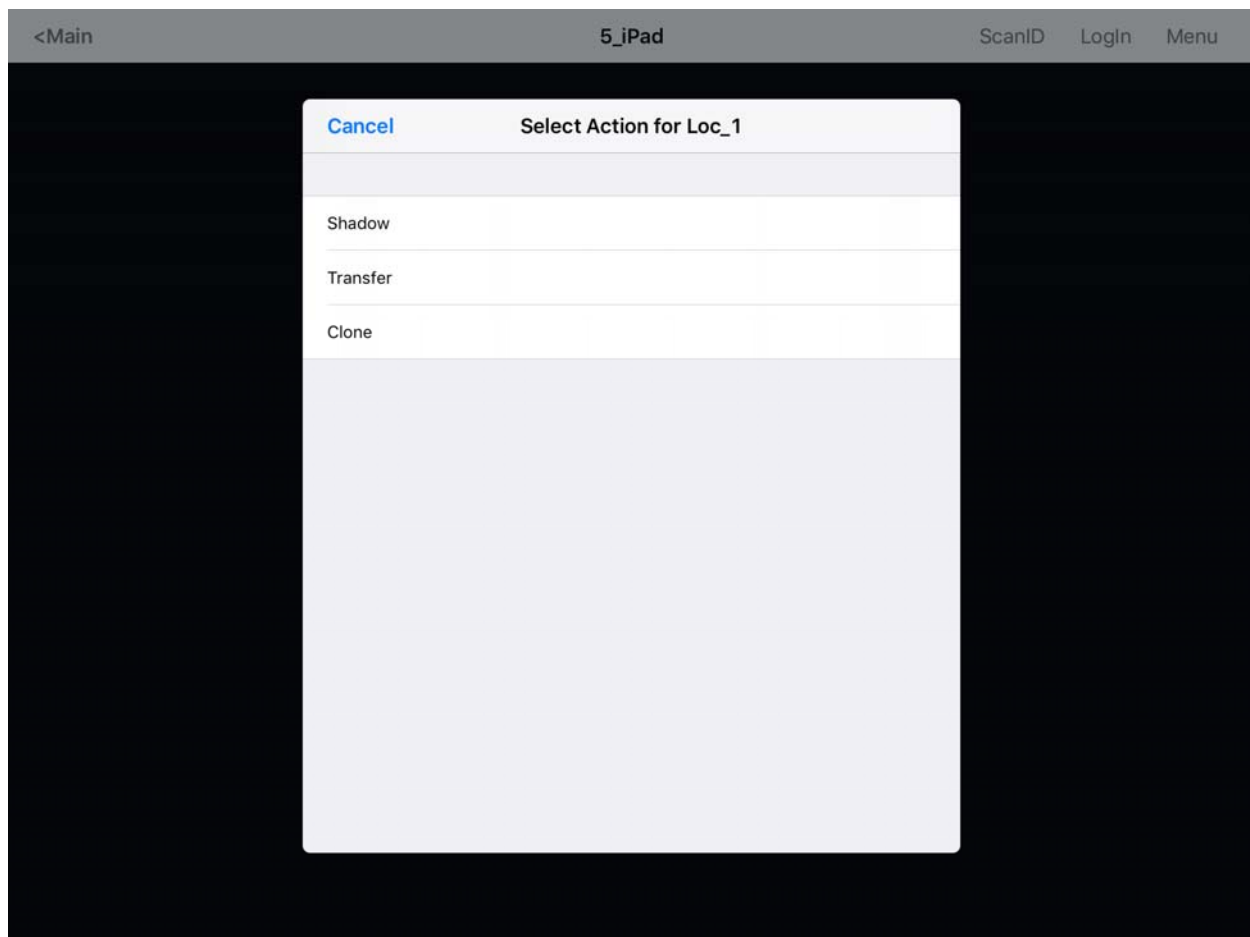 <Main 5_iPad ScanID LogIn Menu
Cancel Select Action for Loc_1
Shadow
Transfer
Clone